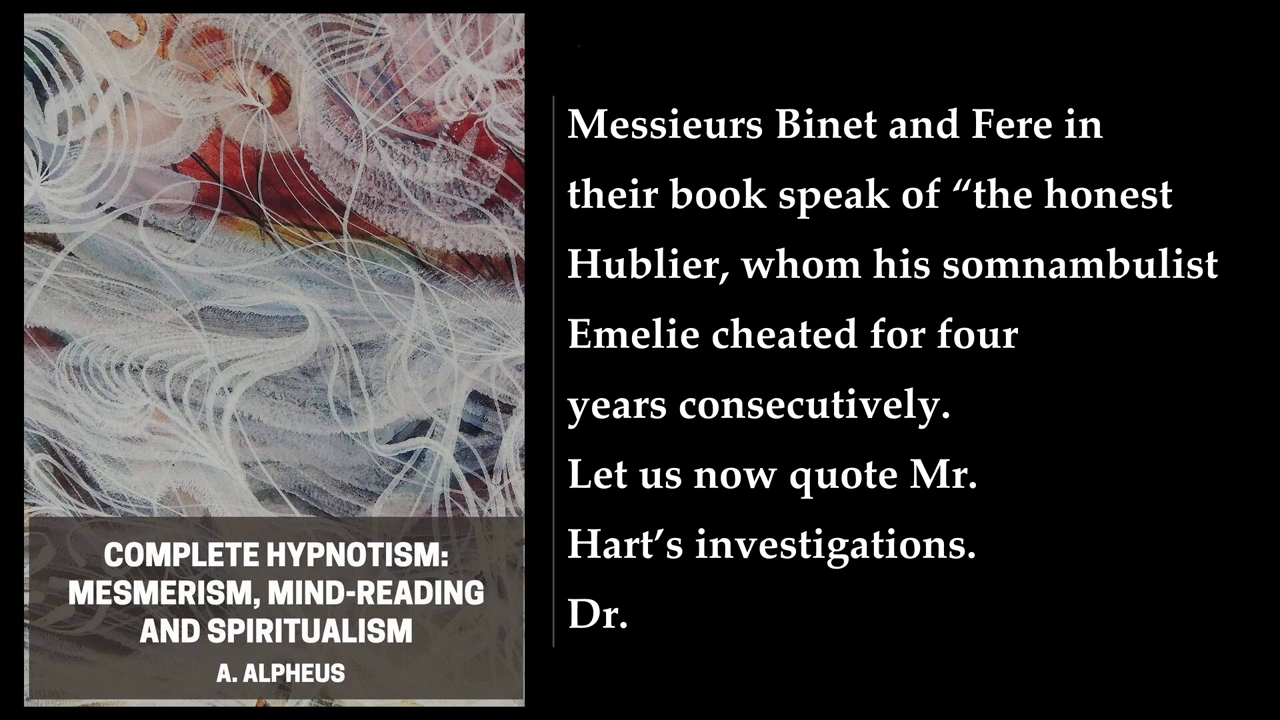 COMPLETE HYPNOTISM:
MESMERISM, MIND-READING
AND SPIRITUALISM
A. ALPHEUS
Messieurs Binet and Fere in
their book speak of “the honest
Hublier, whom his somnambulist
Emelie cheated for four
years consecutively.
Let us now quote Mr.
Hart’s investigations.
Dr.